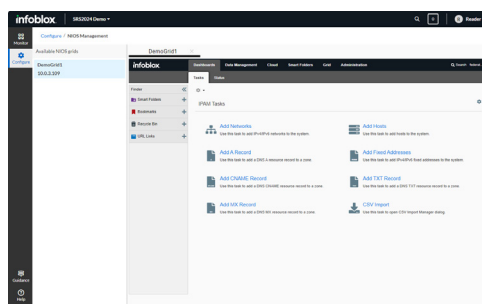 infoblox. SRS2024 Demo
Reader
Monitor
Configure / NIOS Management
Configure
Available NIOS grids
DemoGrid1
DemoGrid1
10.0.3.109
infoblox
Dashboards Data Management Cloud Smart Folders Grid Administration
Search
Tasks Status
Finder
Smart Folders
Bookmarks
Recycle Bin
URL Links
IPAM Tasks
Add Networks
Use this task to add IPv4/IPv6 networks to the system.
Add Hosts
Use this task to add hosts to the system.
Add A Record
Use this task to add a DNS A resource record to a zone.
Add Fixed Addresses
Use this task to add IPv4/IPv6 fixed addresses to the system.
Add CNAME Record
Use this task to add a DNS CNAME resource record to a zone.
Add TXT Record
Use this task to add a DNS TXT resource record to a zone.
Add MX Record
Use this task to add a DNS MX resource record to a zone.
CSV Import
Use this task to open CSV Import Manager dialog.
Guidance
Help